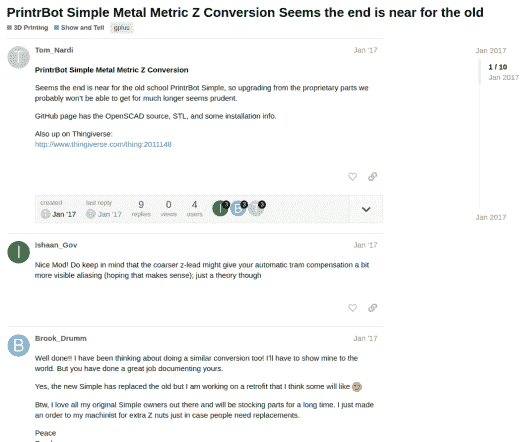 PrintrBot Simple Metal Metric Z Conversion Seems the end is near for the old
3D Printing Show and Tell gplus
Tom_Nardi Jan '17
PrintrBot Simple Metal Metric Z Conversion
Seems the end is near for the old school PrintrBot Simple, so upgrading from the proprietary parts we
probably won't be able to get for much longer seems prudent.
GitHub page has the OpenSCAD source, STL, and some installation info.
Also up on Thingiverse:
http://www.thingiverse.com/thing:2011148
created last reply 9 0 4
Jan '17 Jan '17 replies views users
I 3 B 3 T 3
Ishaan_Gov Jan '17
Nice Mod! Do keep in mind that the coarser z-lead might give your automatic tram compensation a bit
more visible aliasing (hoping that makes sense); just a theory though
Brook_Drumm Jan '17
Well done!! I have been thinking about doing a similar conversion too! I'll have to show mine to the
world. But you have done a great job documenting yours.
Yes, the new Simple has replaced the old but I am working on a retrofit that I think some will like
Btw, I love all my original Simple owners out there and will be stocking parts for a long time. I just made
an order to my machinist for extra Z nuts just in case people need replacements.
Peace
Jan 2017
1 / 10
Jan 2017
Jan 2017